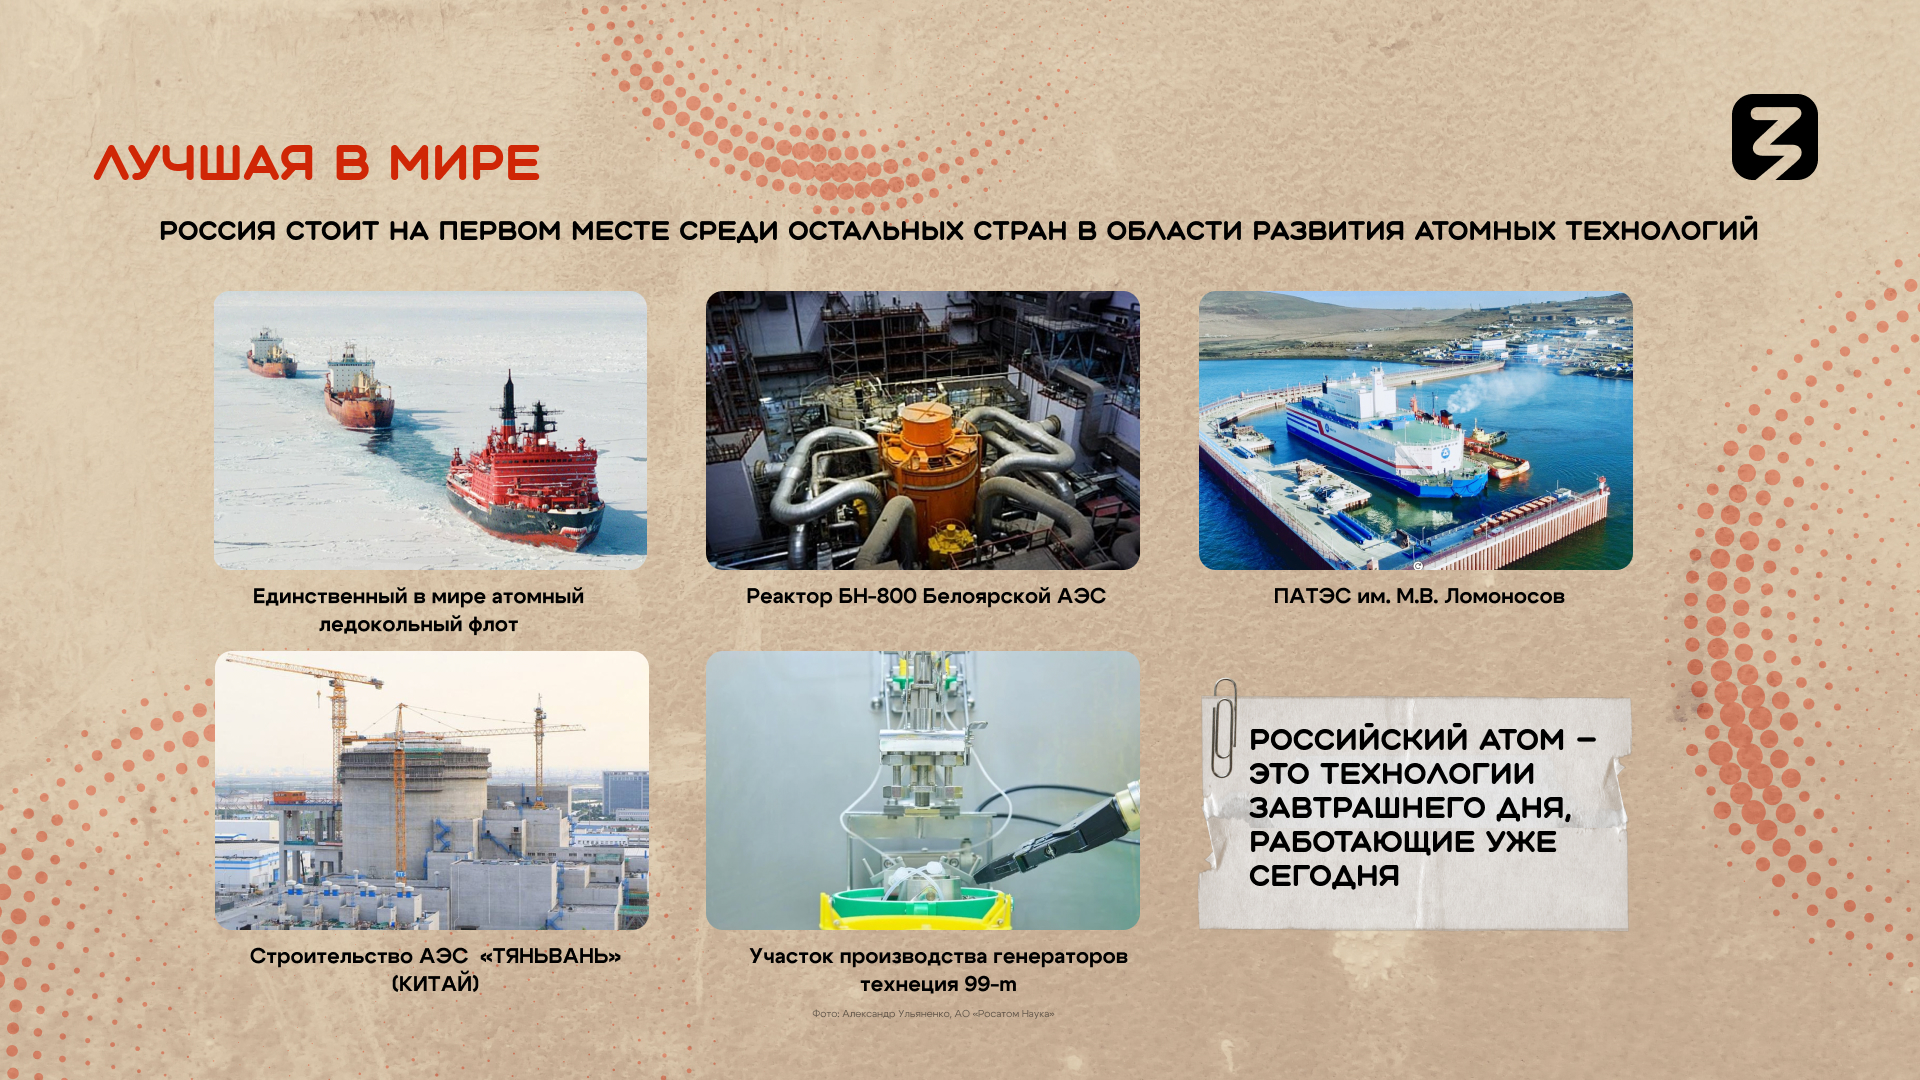 ЛУЧШАЯ В МИРЕ
РОССИЯ СТОИТ НА ПЕРВОМ МЕСТЕ СРЕДИ ОСТАЛЬНЫХ СТРАН В ОБЛАСТИ РАЗВИТИЯ АТОМНЫХ ТЕХНОЛОГИЙ
Единственный в мире атомный
ледокольный флот
Реактор БН-800 Белоярской АЭС
ПАТЭС им. М.В. Ломоносов
Строительство АЭС «ТЯНЬВАНЬ»
(КИТАЙ)
Участок производства генераторов
технеция 99-m
Фото: Александр Ульяненко, АО «Росатом Наука»
РОССИЙСКИЙ АТОМ –
ЭТО ТЕХНОЛОГИИ
ЗАВТРАШНЕГО ДНЯ,
РАБОТАЮЩИЕ УЖЕ
СЕГОДНЯ